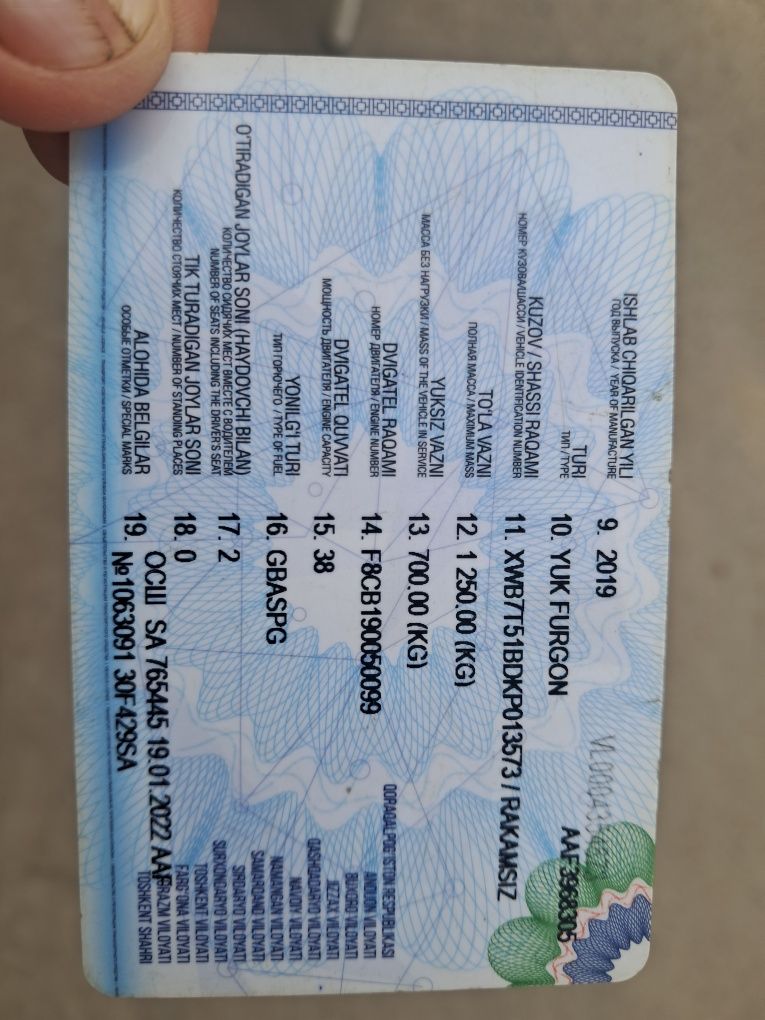 ISHLAB CHIQARILGAN YILI 9. 2019
ГОД ВЫПУСКА / YEAR OF MANUFACTURE
TURI 10. YUK FURGON
ТИП / TYPE
AAF3968305
KUZOV / SHASSI RAQAMI 11. XWB7T51BDKP013573 / RAKAMSIZ
НОМЕР КУЗОВА/ШАССИ / VEHICLE IDENTIFICATION NUMBER
TO'LA VAZNI 12. 1 250.00 (KG)
ПОЛНАЯ МАССА / MAXIMUM MASS
YUKSIZ VAZNI 13. 700.00 (KG)
МАССА БЕЗ НАГРУЗКИ / MASS OF THE VEHICLE IN SERVICE
DVIGATEL RAQAMI 14. F8CB190050099
НОМЕР ДВИГАТЕЛЯ / ENGINE NUMBER
DVIGATEL QUVVATI 15. 38
МОЩНОСТЬ ДВИГАТЕЛЯ / ENGINE CAPACITY
YONILG'I TURI 16. GBASPG
ТИП ГОРЮЧЕГО / TYPE OF FUEL
O'TIRADIGAN JOYLAR SONI (HAYDOVCHI BILAN) 17. 2
КОЛИЧЕСТВО СИДЯЧИХ МЕСТ ВМЕСТЕ С ВОДИТЕЛЕМ
NUMBER OF SEATS INCLUDING THE DRIVER'S SEAT
TIK TURADIGAN JOYLAR SONI 18. 0
КОЛИЧЕСТВО СТОЯЧИХ МЕСТ / NUMBER OF STANDING PLACES
ALOHIDA BELGILAR 19. ОСШ SA 765445 19.01.2022 AAF
ОСОБЫЕ ОТМЕТКИ / SPECIAL MARKS
№1063091 30F429SA
QORAQALPOG'ISTON RESPUBLIKASI
ANDIJON VILOYATI
BUXORO VILOYATI
JIZZAX VILOYATI
QASHQADARYO VILOYATI
NAVOIY VILOYATI
NAMANGAN VILOYATI
SAMARQAND VILOYATI
SIRDARYO VILOYATI
SURXONDARYO VILOYATI
TOSHKENT VILOYATI
FARG'ONA VILOYATI
VILOYATI
TOSHKENT SHAHRI